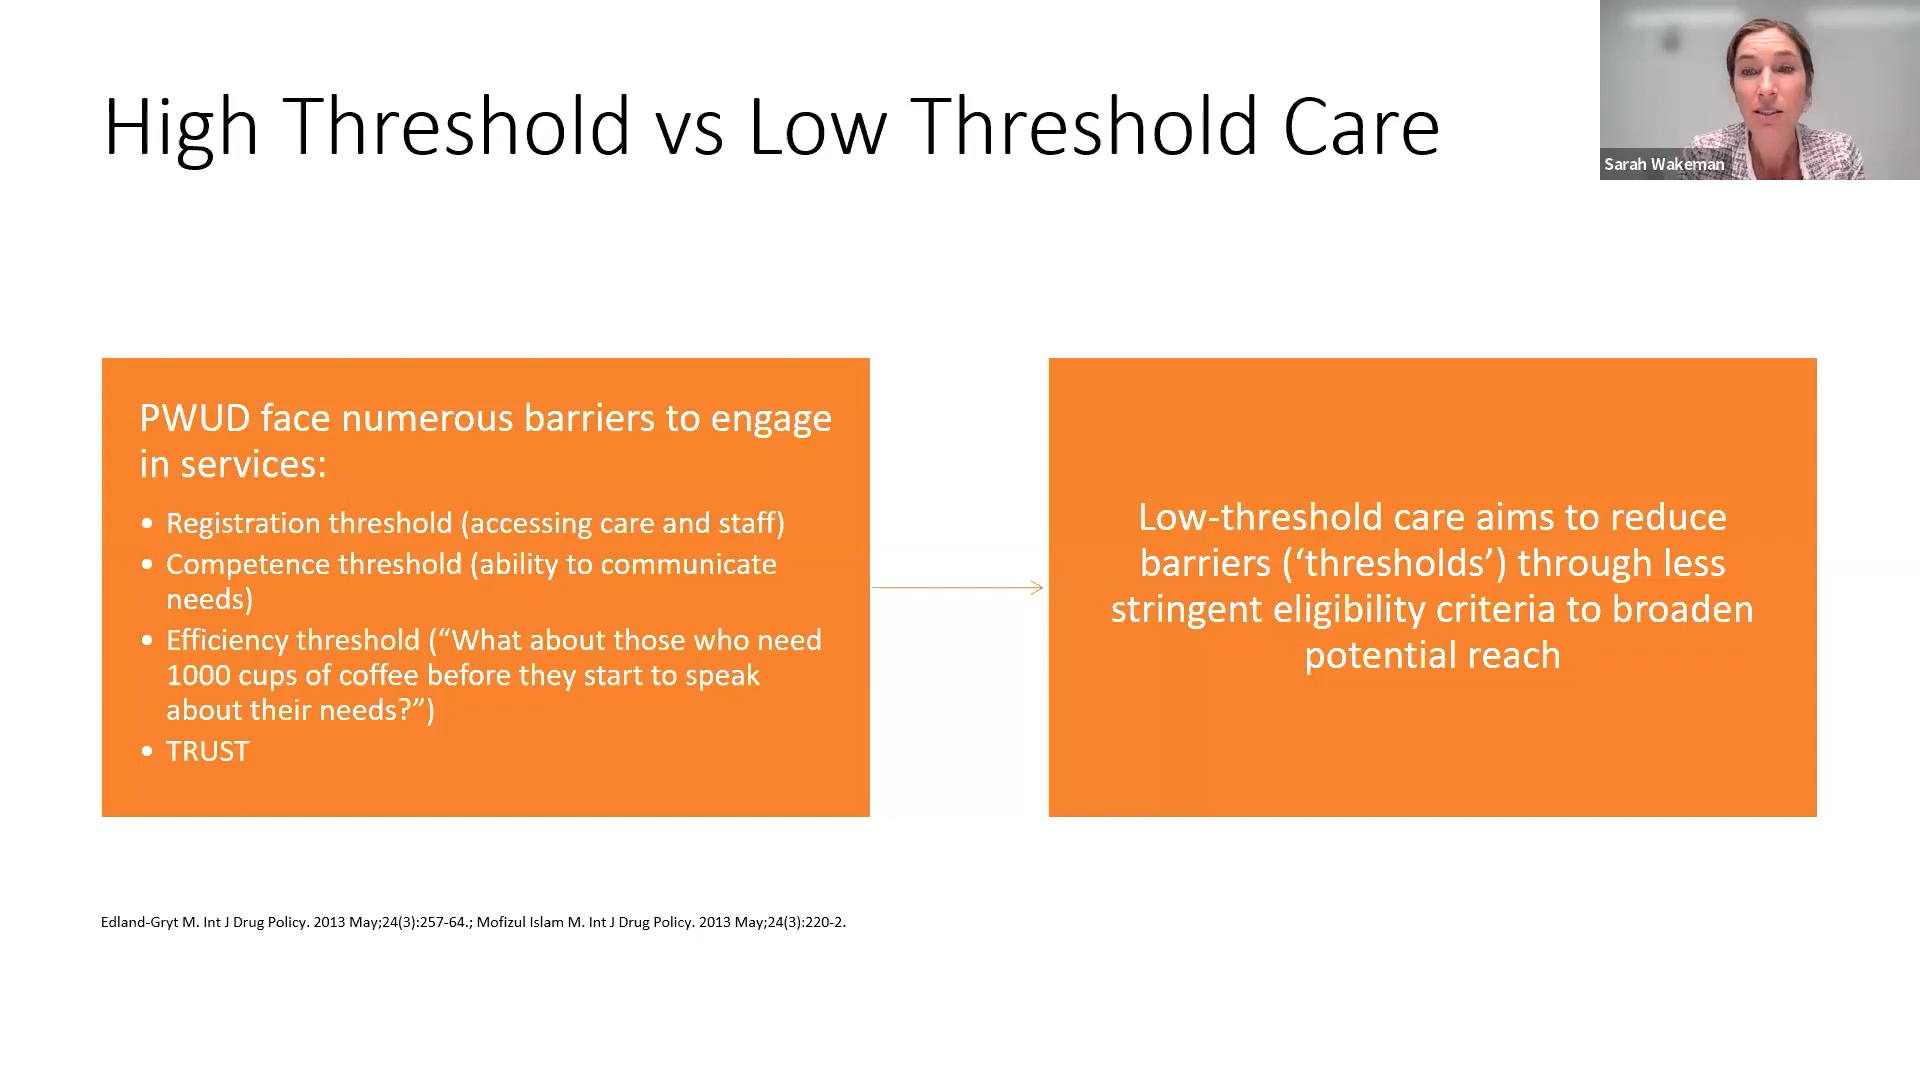 High Threshold vs Low Threshold Care
Sarah Wakeman
PWUD face numerous barriers to engage
in services:
• Registration threshold (accessing care and staff)
• Competence threshold (ability to communicate
needs)
• Efficiency threshold (“What about those who need
1000 cups of coffee before they start to speak
about their needs?”)
• TRUST
Low-threshold care aims to reduce
barriers (‘thresholds’) through less
stringent eligibility criteria to broaden
potential reach
Edland-Gryt M. Int J Drug Policy. 2013 May;24(3):257-64.; Mofizul Islam M. Int J Drug Policy. 2013 May;24(3):220-2.